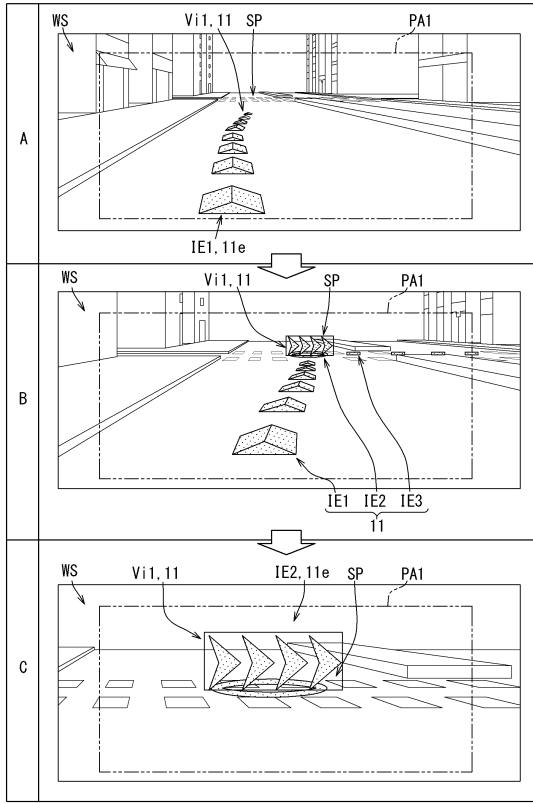 WS
Vi1, 11
SP
PA1
A
IE1, 11e
WS
Vi1, 11
SP
PA1
B
IE1 IE2 IE3
11
WS
Vi1, 11
IE2, 11e
SP
PA1
C